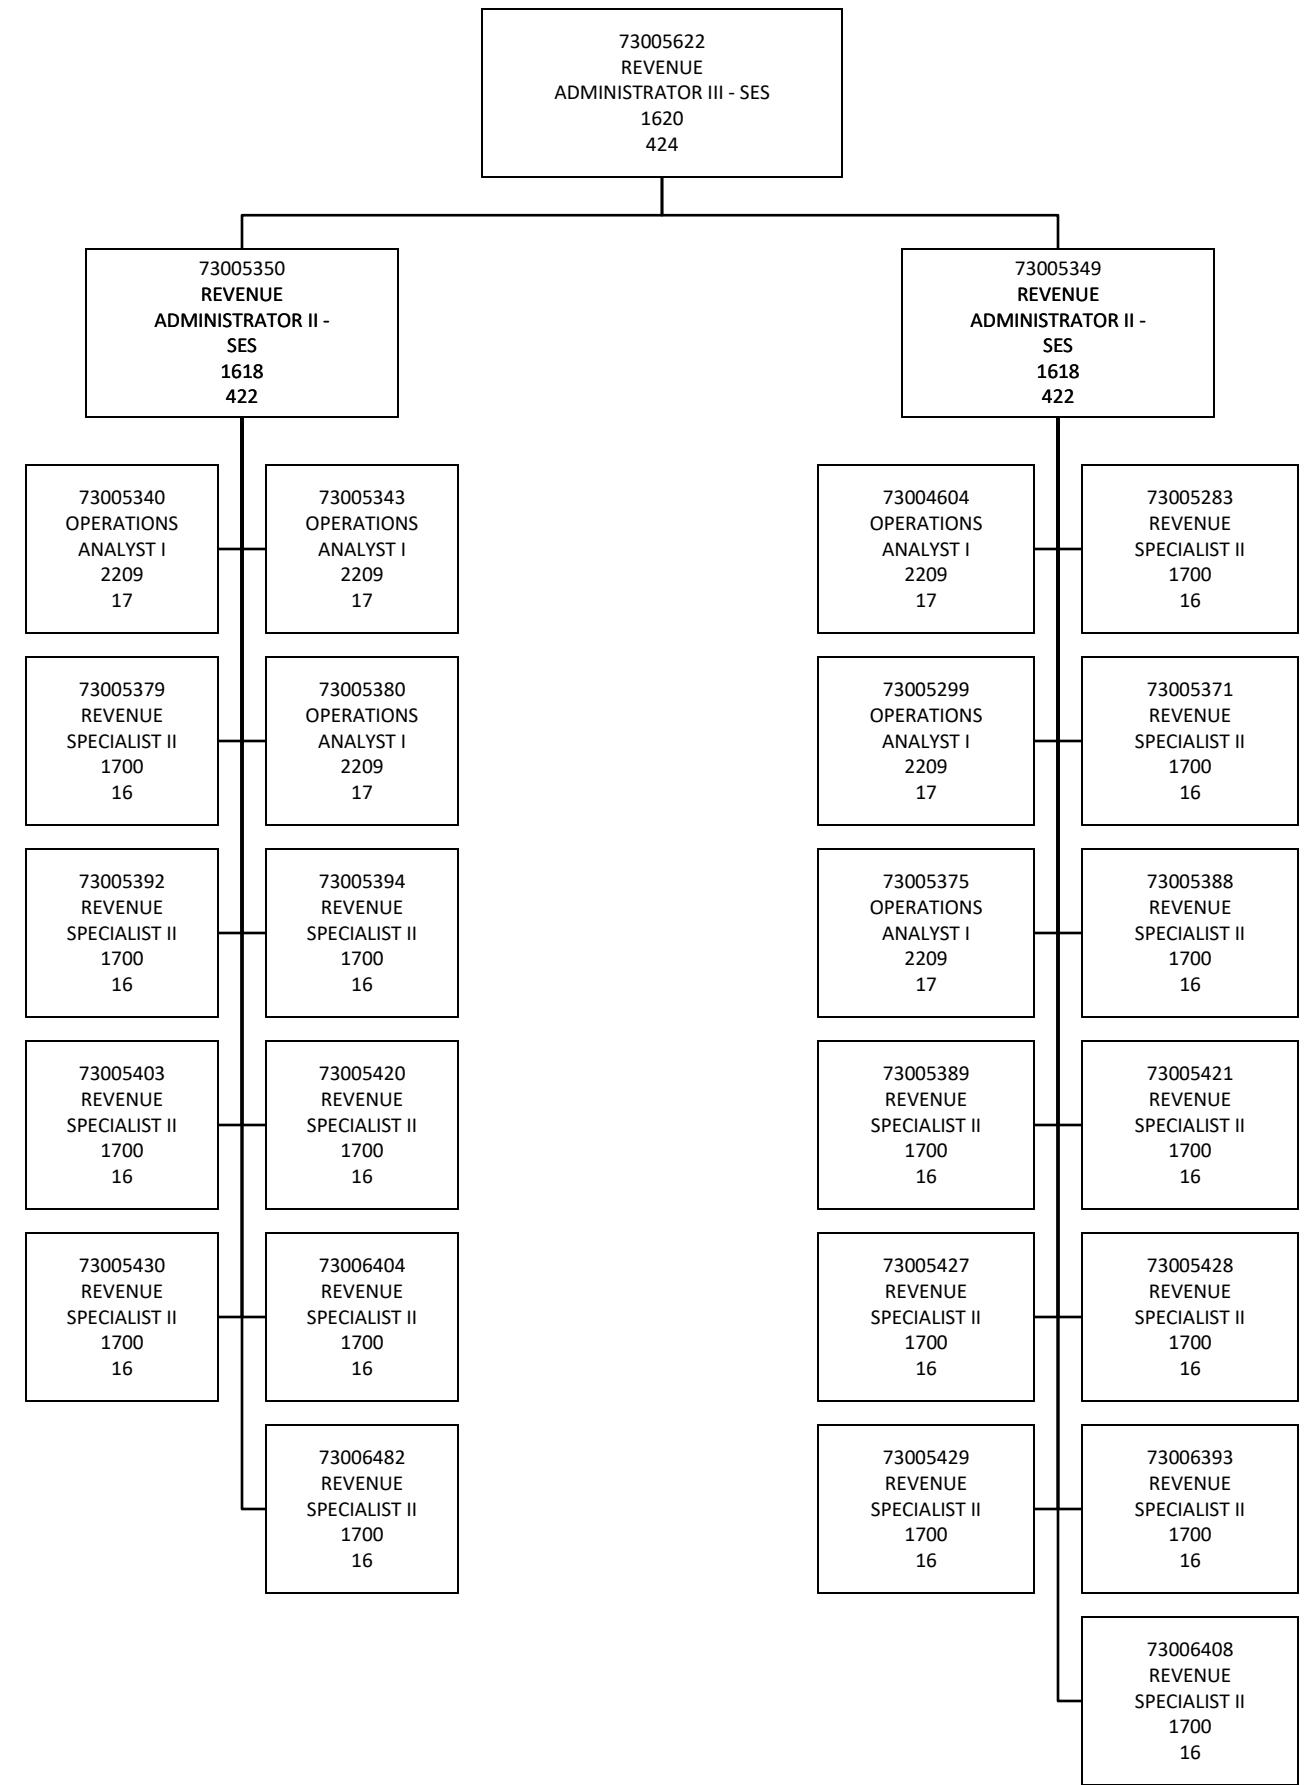 73005622
REVENUE
ADMINISTRATOR III - SES
1620
424
73005350
REVENUE
ADMINISTRATOR II -
SES
1618
422
73005349
REVENUE
ADMINISTRATOR II -
SES
1618
422
73005340
OPERATIONS
ANALYST I
2209
17
73005343
OPERATIONS
ANALYST I
2209
17
73004604
OPERATIONS
ANALYST I
2209
17
73005283
REVENUE
SPECIALIST II
1700
16
73005379
REVENUE
SPECIALIST II
1700
16
73005380
OPERATIONS
ANALYST I
2209
17
73005299
OPERATIONS
ANALYST I
2209
17
73005371
REVENUE
SPECIALIST II
1700
16
73005392
REVENUE
SPECIALIST II
1700
16
73005394
REVENUE
SPECIALIST II
1700
16
73005375
OPERATIONS
ANALYST I
2209
17
73005388
REVENUE
SPECIALIST II
1700
16
73005403
REVENUE
SPECIALIST II
1700
16
73005420
REVENUE
SPECIALIST II
1700
16
73005389
REVENUE
SPECIALIST II
1700
16
73005421
REVENUE
SPECIALIST II
1700
16
73005430
REVENUE
SPECIALIST II
1700
16
73006404
REVENUE
SPECIALIST II
1700
16
73005427
REVENUE
SPECIALIST II
1700
16
73005428
REVENUE
SPECIALIST II
1700
16
73006482
REVENUE
SPECIALIST II
1700
16
73005429
REVENUE
SPECIALIST II
1700
16
73006393
REVENUE
SPECIALIST II
1700
16
73006408
REVENUE
SPECIALIST II
1700
16